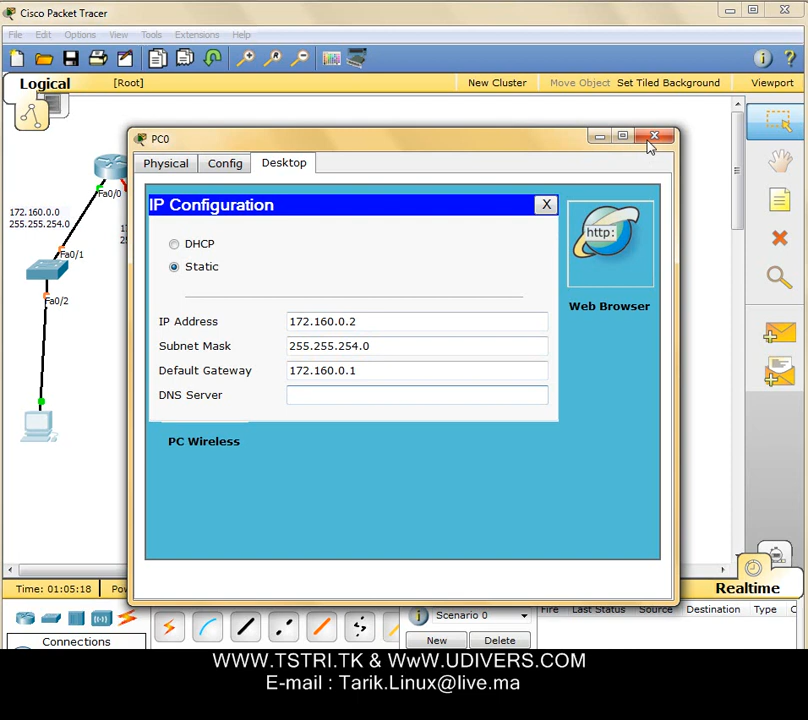 Cisco Packet Tracer
File Edit Options View Tools Extensions Help
Logical [Root] New Cluster Move Object Set Tiled Background Viewport
PC0
Physical Config Desktop
IP Configuration X
DHCP
Static
IP Address 172.160.0.2
Subnet Mask 255.255.254.0
Default Gateway 172.160.0.1
DNS Server
http:
Web Browser
PC Wireless
Fa0/0
172.160.0.0
255.255.254.0
Fa0/1
Fa0/2
Time: 01:05:18
Realtime
Scenario 0
Fire Last Status Source Destination Type
Connections
New Delete
WWW.TSTRI.TK & WwW.UDIVERS.COM
E-mail : Tarik.Linux@live.ma